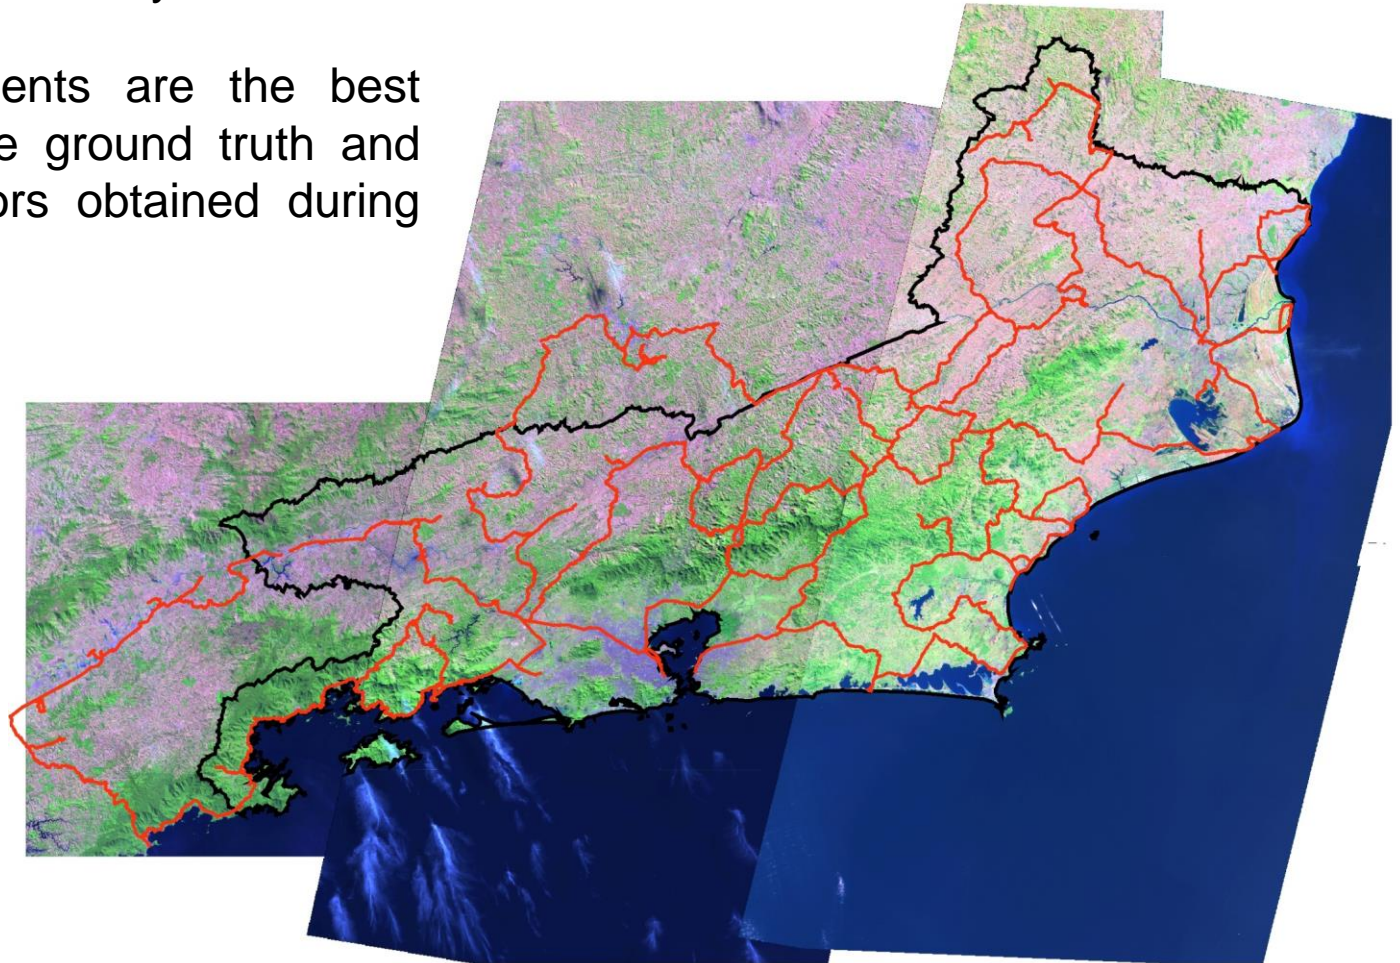 ents are the best
e ground truth and
ors obtained during